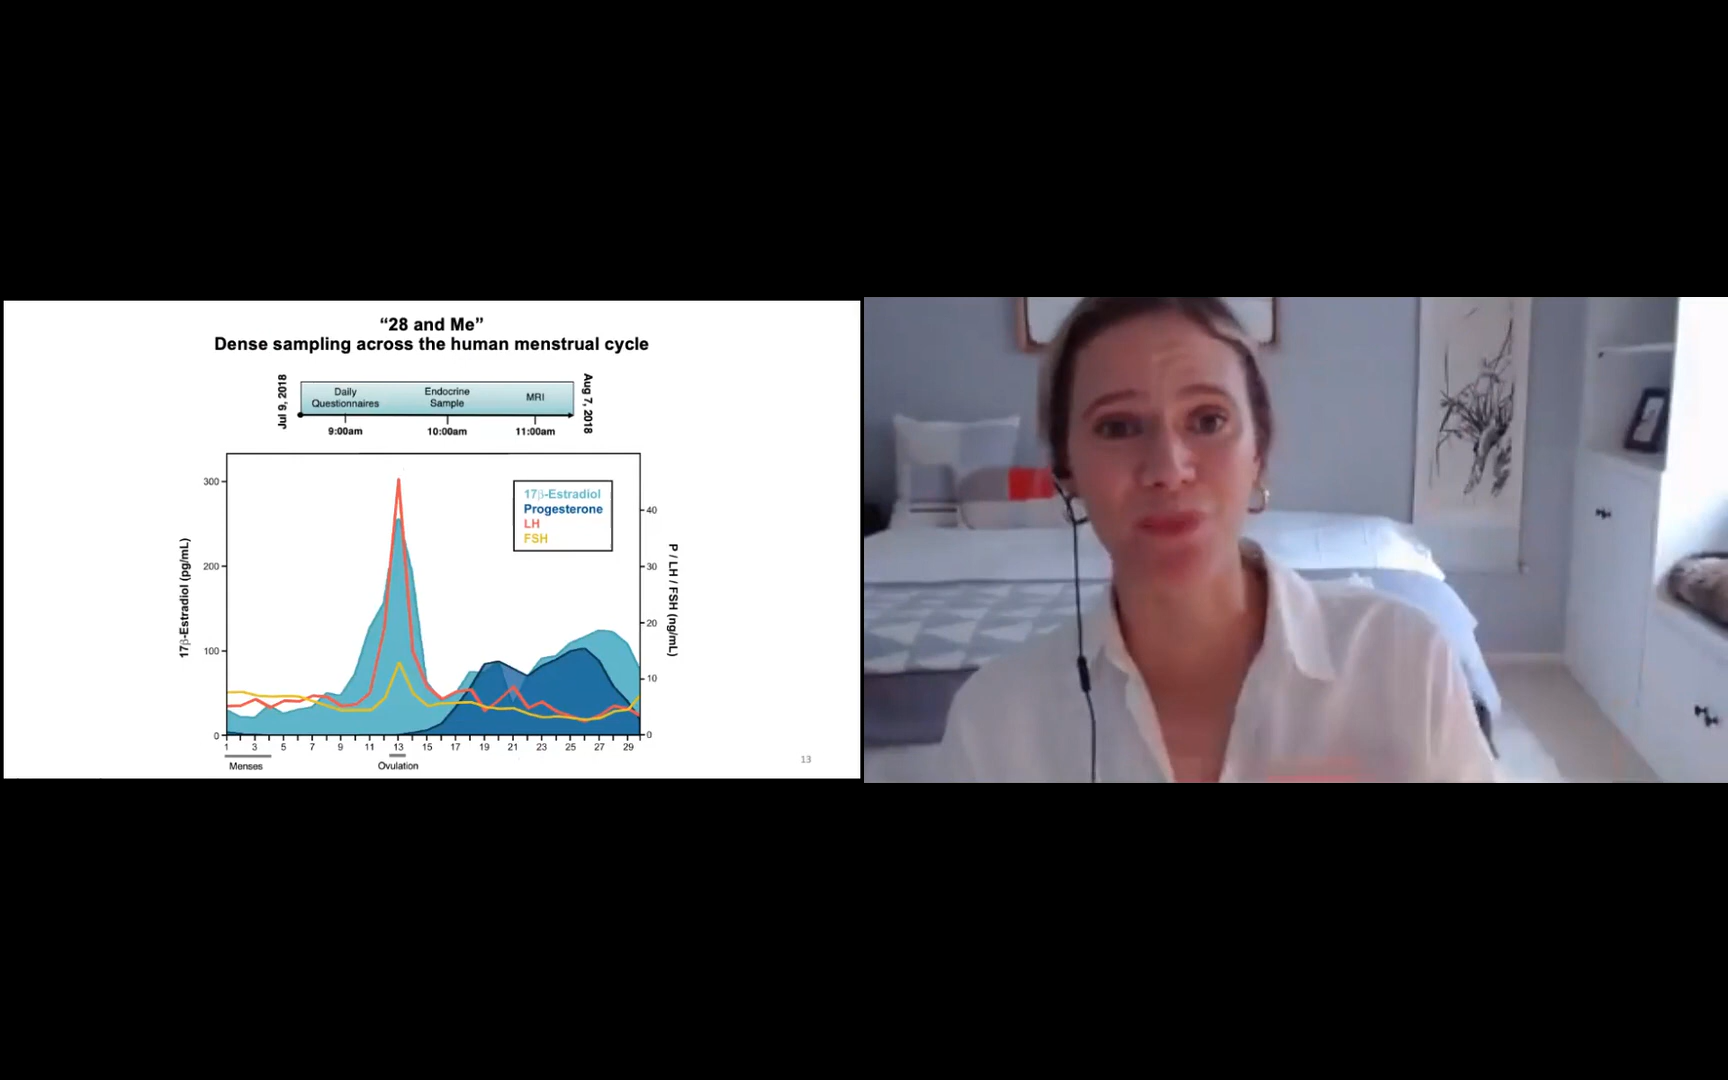 “28 and Me”
Dense sampling across the human menstrual cycle
Jul 9, 2018
Daily
Questionnaires
Endocrine
Sample
MRI
Aug 7, 2018
9:00am
10:00am
11:00am
17β-Estradiol (pg/mL)
300
200
100
0
17β-Estradiol
Progesterone
LH
FSH
40
30
20
10
0
P / LH / FSH (ng/mL)
1 3 5 7 9 11 13 15 17 19 21 23 25 27 29
Menses
Ovulation
13